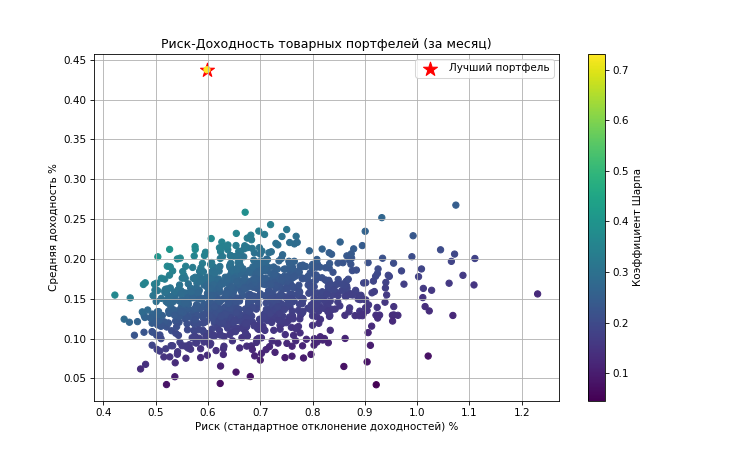 Риск-Доходность товарных портфелей (за месяц)
Лучший портфель
Средняя доходность %
0.45
0.40
0.35
0.30
0.25
0.20
0.15
0.10
0.05
0.4 0.5 0.6 0.7 0.8 0.9 1.0 1.1 1.2
Риск (стандартное отклонение доходностей) %
0.7
0.6
0.5
0.4
0.3
0.2
0.1
Коэффициент Шарпа